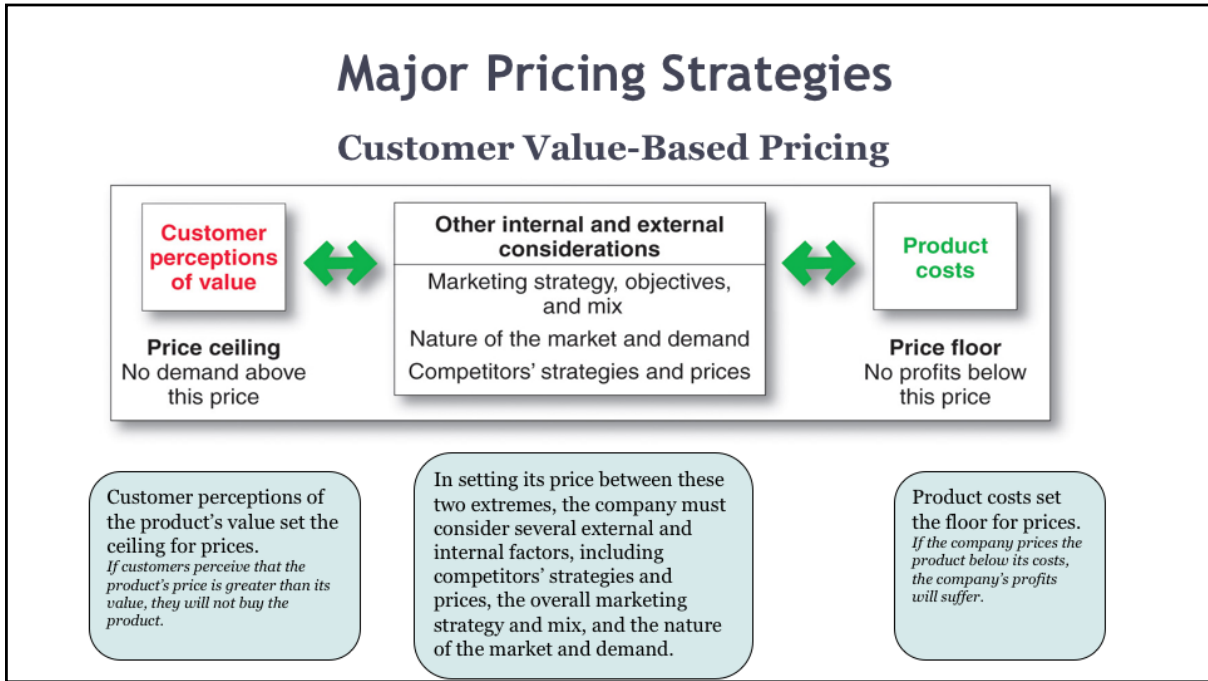 Major Pricing Strategies
Customer Value-Based Pricing
Customer
perceptions
of value
Price ceiling
No demand above
this price
Other internal and external
considerations
Marketing strategy, objectives,
and mix
Nature of the market and demand
Competitors’ strategies and prices
Product
costs
Price floor
No profits below
this price
Customer perceptions of
the product’s value set the
ceiling for prices.
If customers perceive that the
product’s price is greater than its
value, they will not buy the
product.
In setting its price between these
two extremes, the company must
consider several external and
internal factors, including
competitors’ strategies and
prices, the overall marketing
strategy and mix, and the nature
of the market and demand.
Product costs set
the floor for prices.
If the company prices the
product below its costs,
the company’s profits
will suffer.